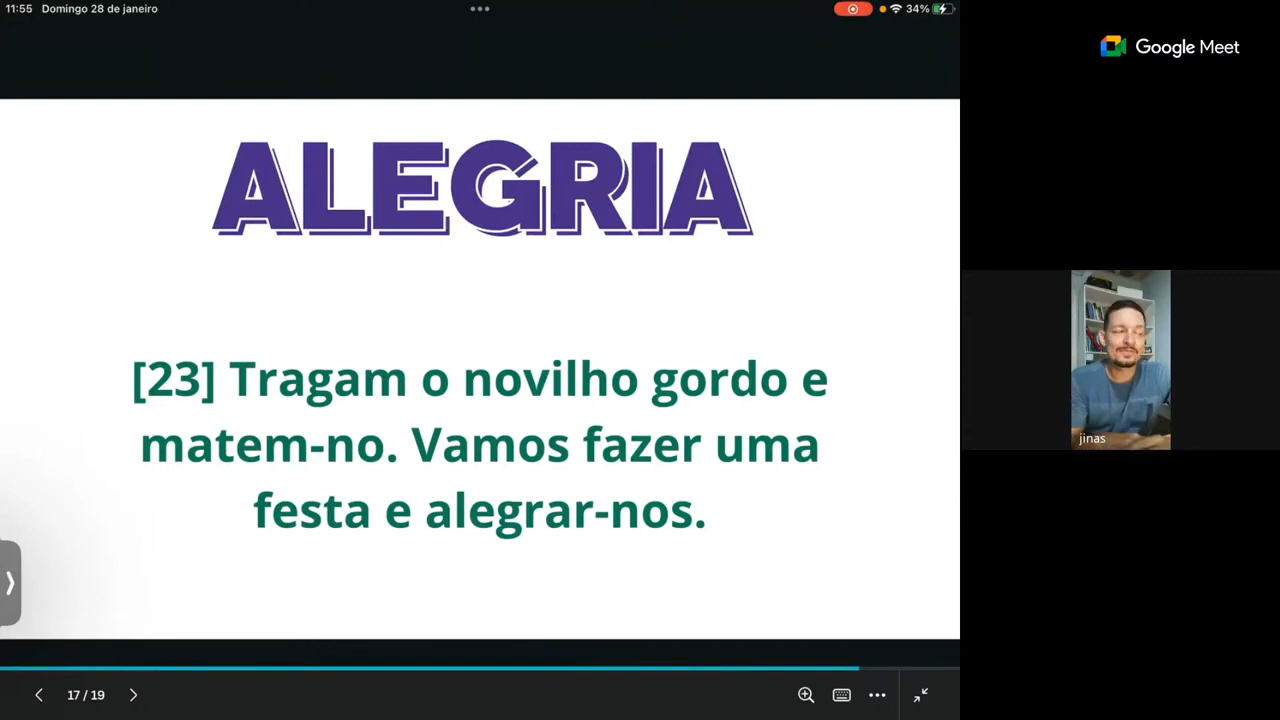 11:55 Domingo 28 de janeiro
34%
Google Meet
ALEGRIA
[23] Tragam o novilho gordo e
matem-no. Vamos fazer uma
festa e alegrar-nos.
jinas
17 / 19